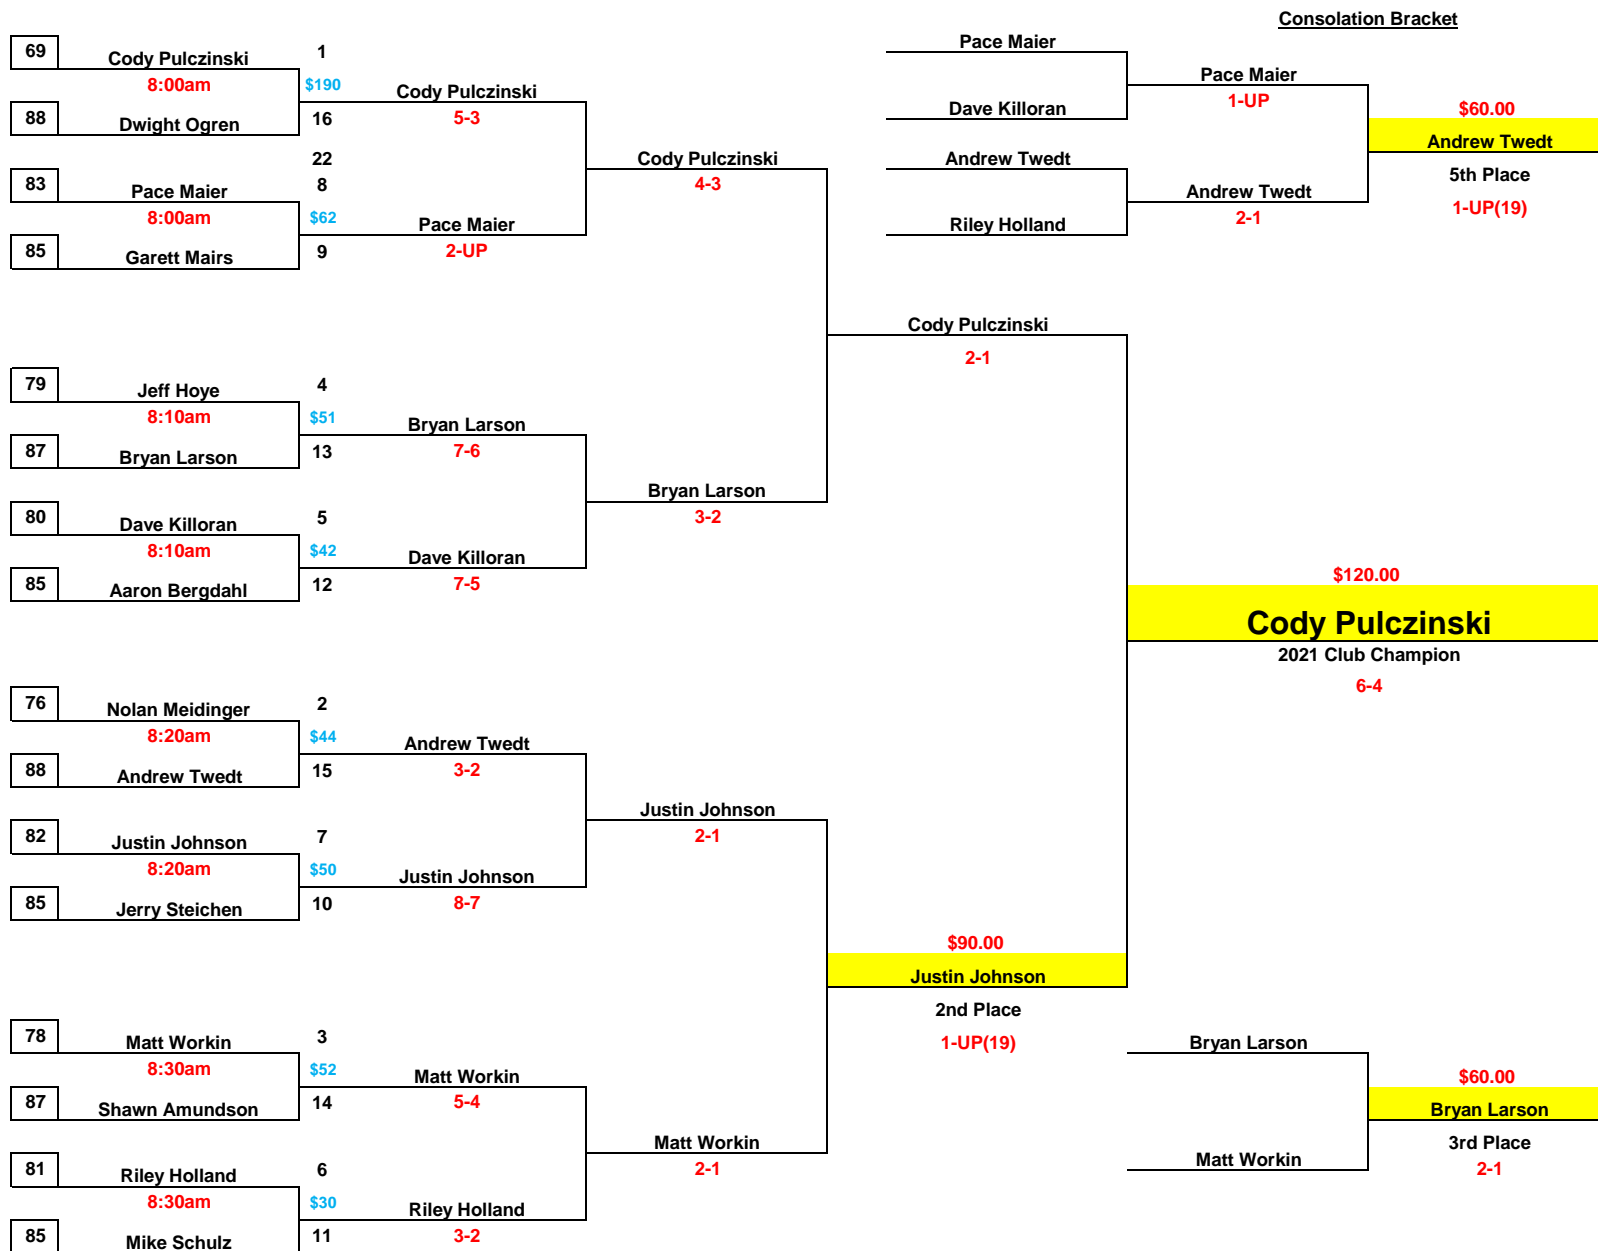 Consolation Bracket
69
Cody Pulczinski
1
8:00am
$190
88
Dwight Ogren
16
Cody Pulczinski
5-3
22
83
Pace Maier
8
8:00am
$62
85
Garett Mairs
9
Pace Maier
2-UP
Cody Pulczinski
4-3
79
Jeff Hoye
4
8:10am
$51
87
Bryan Larson
13
Bryan Larson
7-6
80
Dave Killoran
5
8:10am
$42
85
Aaron Bergdahl
12
Dave Killoran
7-5
Bryan Larson
3-2
Cody Pulczinski
2-1
76
Nolan Meidinger
2
8:20am
$44
88
Andrew Twedt
15
Andrew Twedt
3-2
82
Justin Johnson
7
8:20am
$50
85
Jerry Steichen
10
Justin Johnson
8-7
Justin Johnson
2-1
78
Matt Workin
3
8:30am
$52
87
Shawn Amundson
14
Matt Workin
5-4
81
Riley Holland
6
8:30am
$30
85
Mike Schulz
11
Riley Holland
3-2
Matt Workin
2-1
$90.00
Justin Johnson
2nd Place
1-UP(19)
$120.00
Cody Pulczinski
2021 Club Champion
6-4
Pace Maier
Dave Killoran
Pace Maier
1-UP
Andrew Twedt
Riley Holland
Andrew Twedt
2-1
$60.00
Andrew Twedt
5th Place
1-UP(19)
Bryan Larson
Matt Workin
$60.00
Bryan Larson
3rd Place
2-1